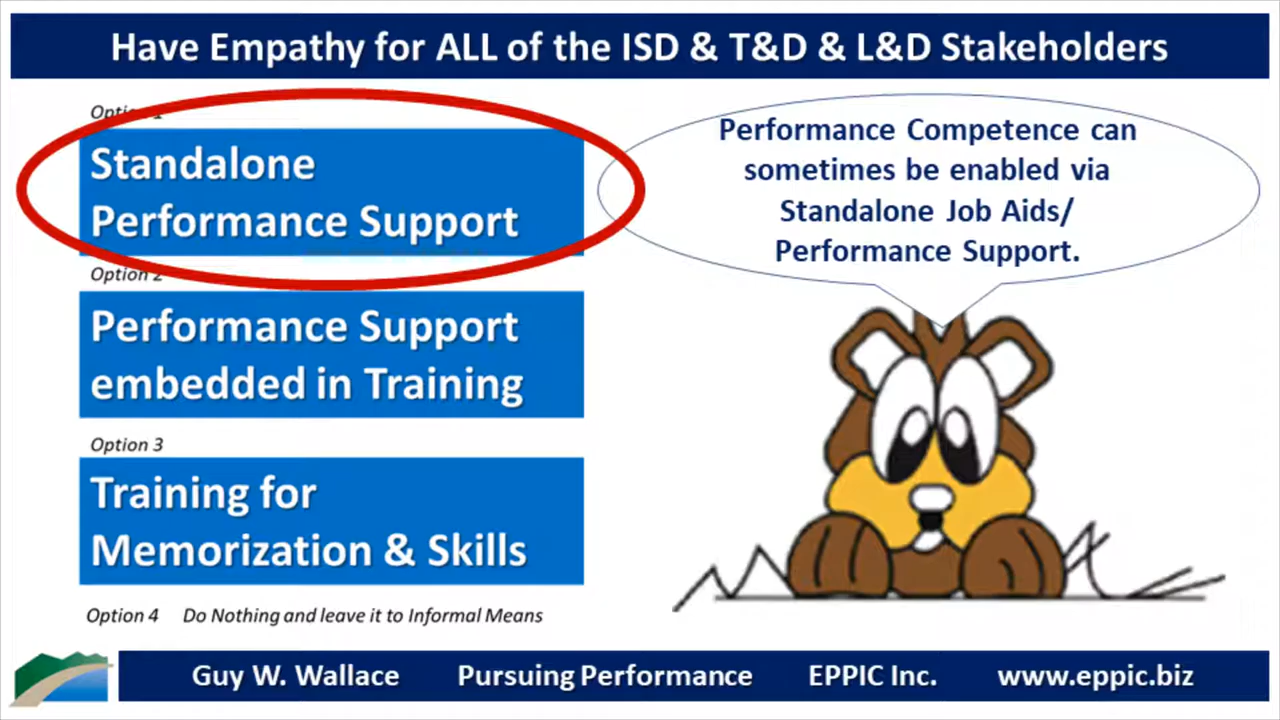 Have Empathy for ALL of the ISD & T&D & L&D Stakeholders
Option 1
Standalone
Performance Support
Option 2
Performance Support
embedded in Training
Option 3
Training for
Memorization & Skills
Option 4 Do Nothing and leave it to Informal Means
Performance Competence can
sometimes be enabled via
Standalone Job Aids/
Performance Support.
Guy W. Wallace Pursuing Performance EPPIC Inc. www.eppic.biz